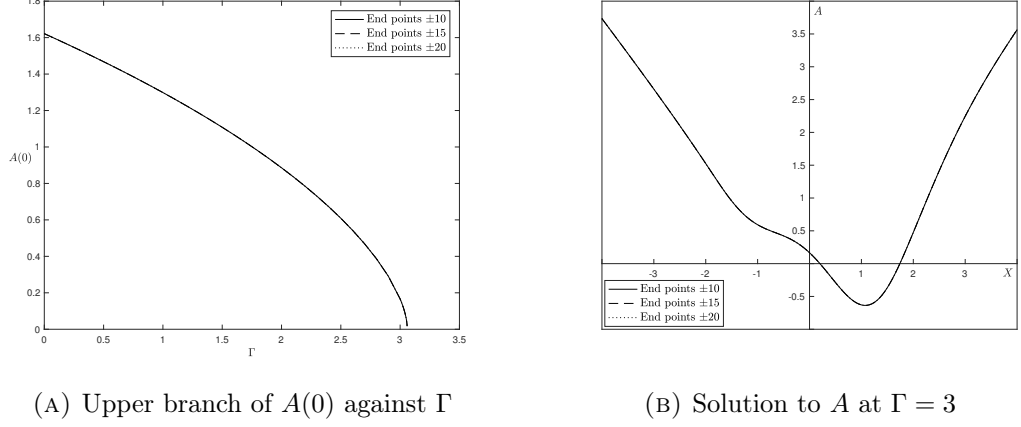 1.8
1.6
1.4
1.2
1
A(0)
0.8
0.6
0.4
0.2
0
0 0.5 1 1.5 2 2.5 3 3.5
Γ
End points ±10
End points ±15
End points ±20
(A) Upper branch of A(0) against Γ
A
3.5
3
2.5
2
1.5
1
0.5
-0.5
-3 -2 -1 1 2 3 X
End points ±10
End points ±15
End points ±20
(B) Solution to A at Γ = 3